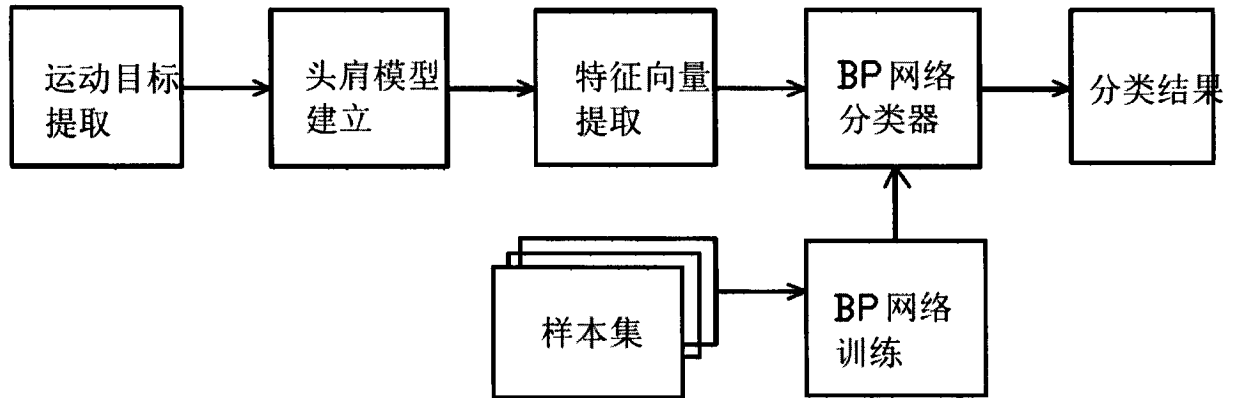 运动目标
提取
头肩模型
建立
特征向量
提取
BP网络
分类器
分类结果
样本集
BP网络
训练